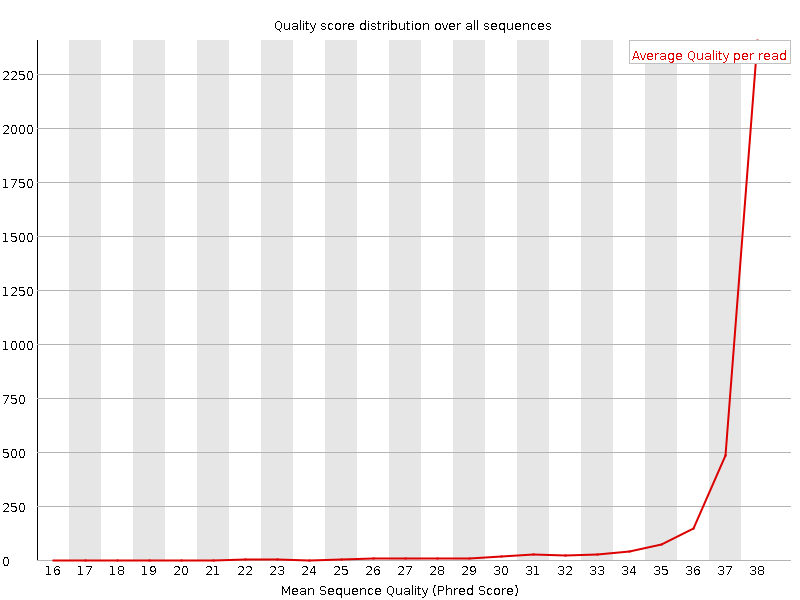 Quality score distribution over all sequences
Average Quality per read
2250
2000
1750
1500
1250
1000
750
500
250
0
16 17 18 19 20 21 22 23 24 25 26 27 28 29 30 31 32 33 34 35 36 37 38
Mean Sequence Quality (Phred Score)